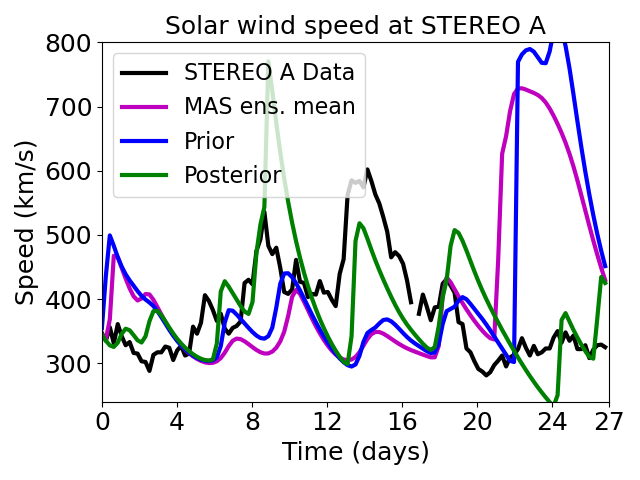 Solar wind speed at STEREO A
Speed (km/s)
800
700
600
500
400
300
STEREO A Data
MAS ens. mean
Prior
Posterior
0 4 8 12 16 20 24 27
Time (days)